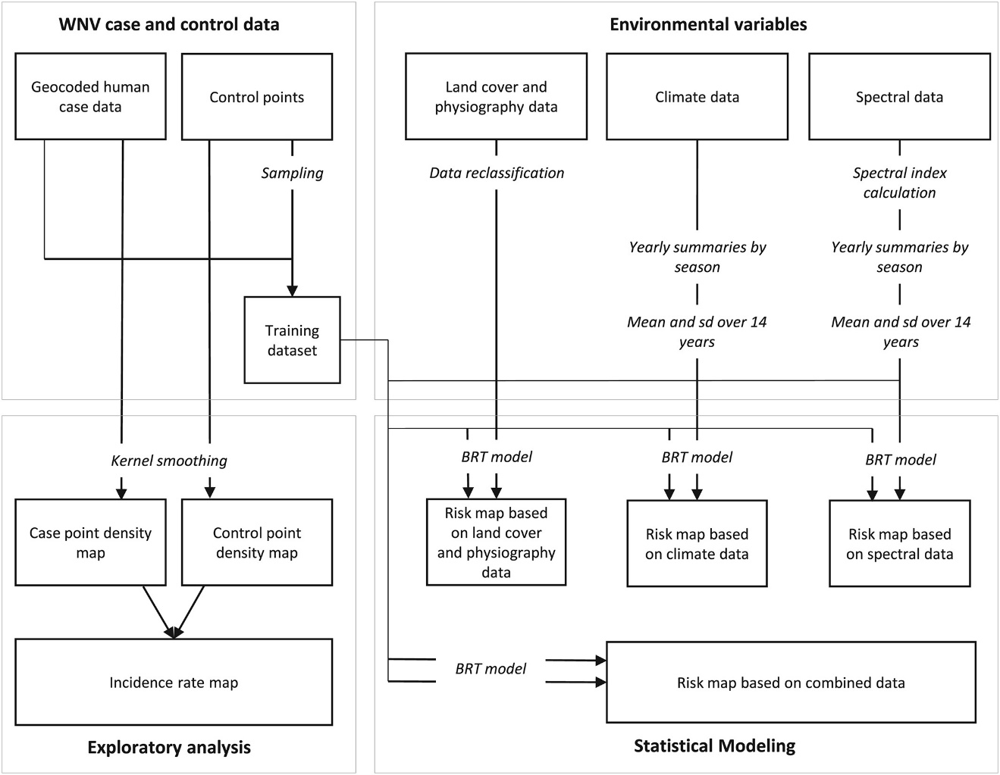 WNV case and control data
Geocoded human
case data
Control points
Sampling
Training
dataset
Environmental variables
Land cover and
physiography data
Climate data
Spectral data
Data reclassification
Spectral index
calculation
Yearly summaries by
season
Yearly summaries by
season
Mean and sd over 14
years
Mean and sd over 14
years
Kernel smoothing
Case point density
map
Control point
density map
Incidence rate map
Exploratory analysis
BRT model
BRT model
BRT model
Risk map based
on land cover
and physiography
data
Risk map based
on climate data
Risk map based
on spectral data
BRT model
Risk map based on combined data
Statistical Modeling